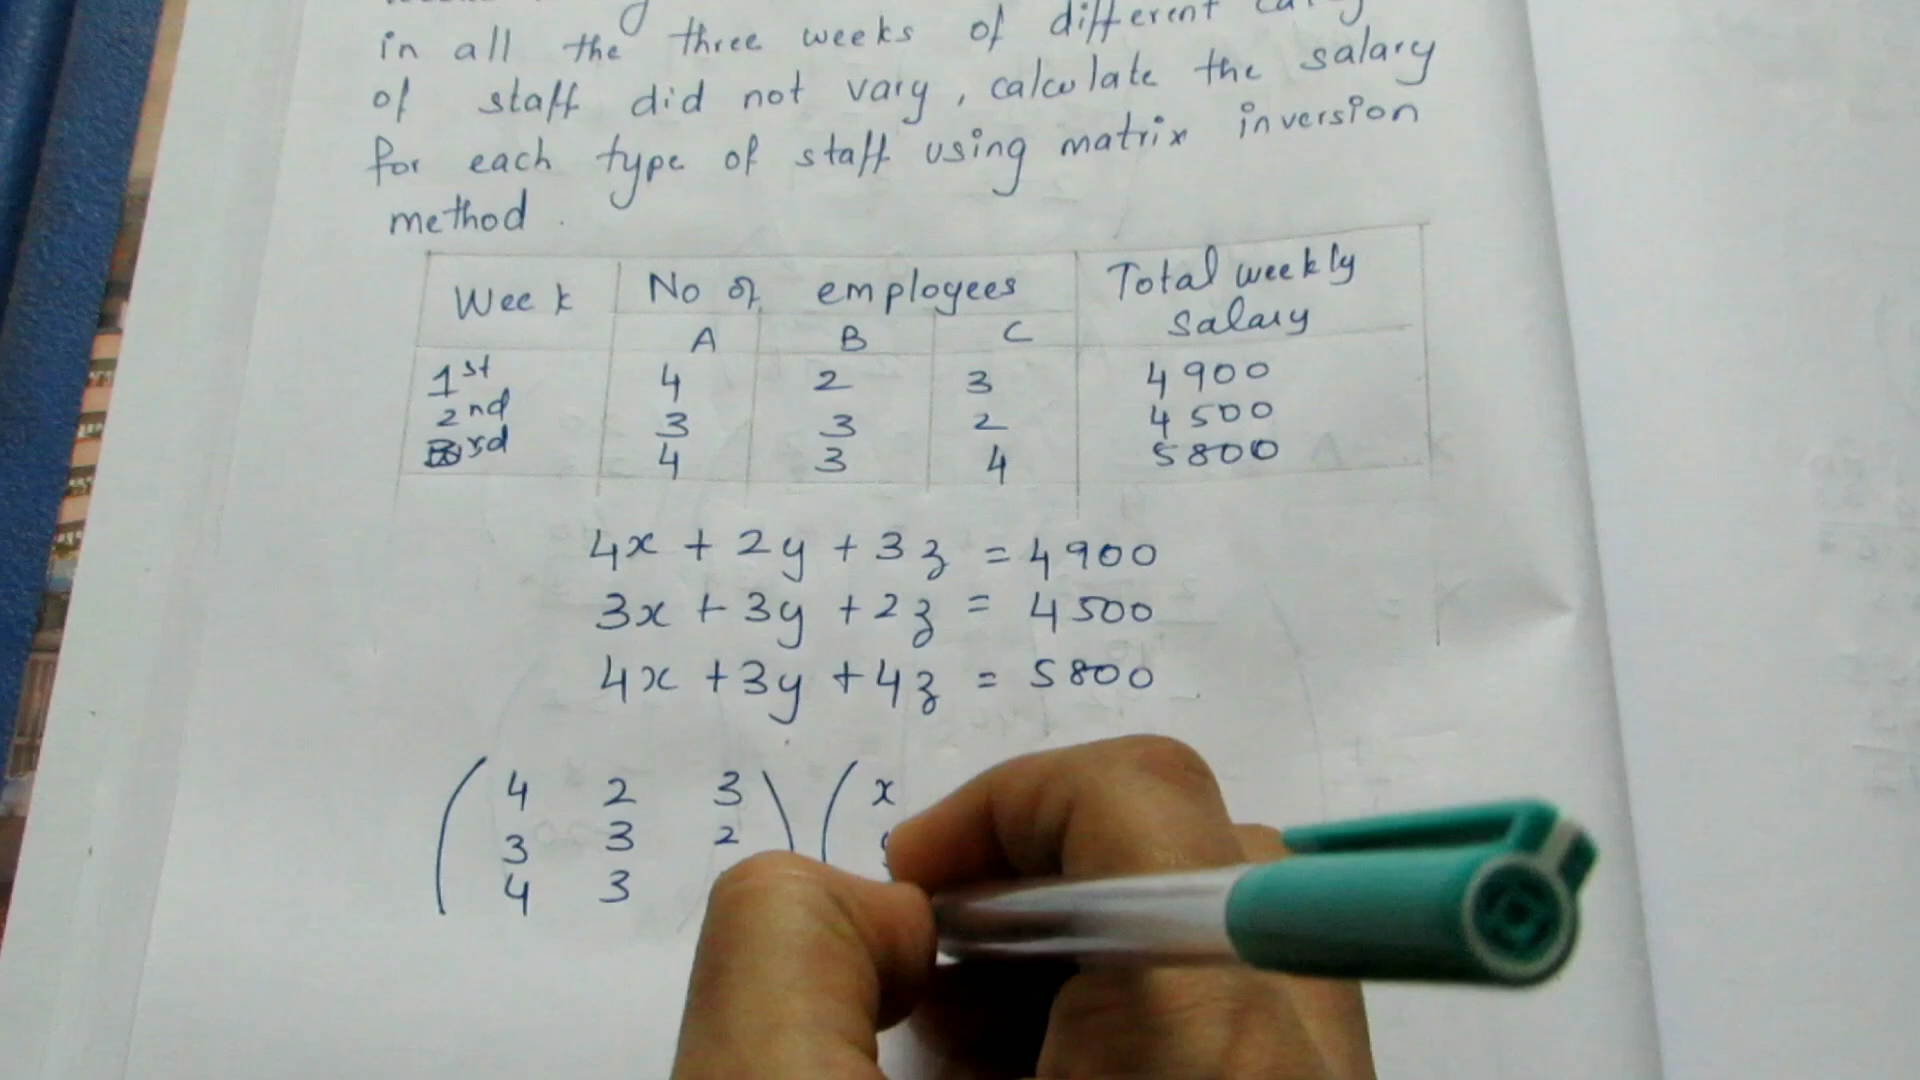 in all the three weeks of different
of staff did not vary, calculate the salary
for each type of staff using matrix inversion
method.
Week No of employees Total weekly salary
A B C
1st 4 2 3 4900
2nd 3 3 2 4500
3rd 4 3 4 5800
4x + 2y + 3z = 4900
3x + 3y + 2z = 4500
4x + 3y + 4z = 5800
4 2 3 x
3 3 2
4 3